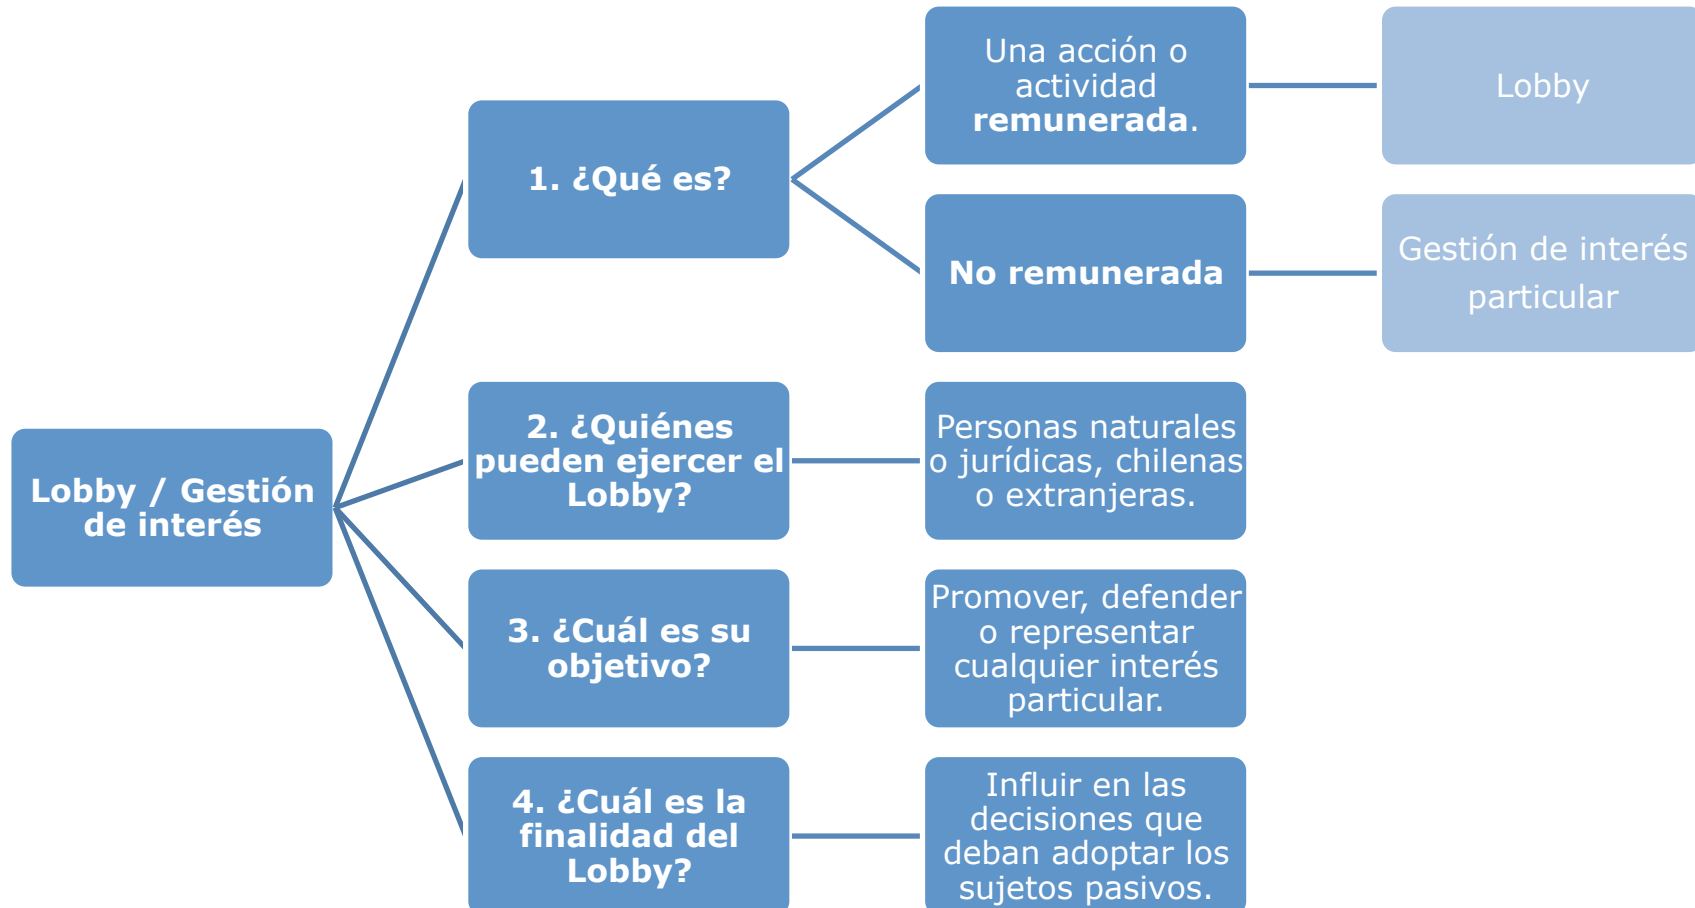 Lobby / Gestión
de interés
1. ¿Qué es?
Una acción o
actividad
remunerada.
Lobby
No remunerada
Gestión de interés
particular
2. ¿Quiénes
pueden ejercer el
Lobby?
Personas naturales
o jurídicas, chilenas
o extranjeras.
3. ¿Cuál es su
objetivo?
Promover, defender
o representar
cualquier interés
particular.
4. ¿Cuál es la
finalidad del
Lobby?
Influir en las
decisiones que
deban adoptar los
sujetos pasivos.